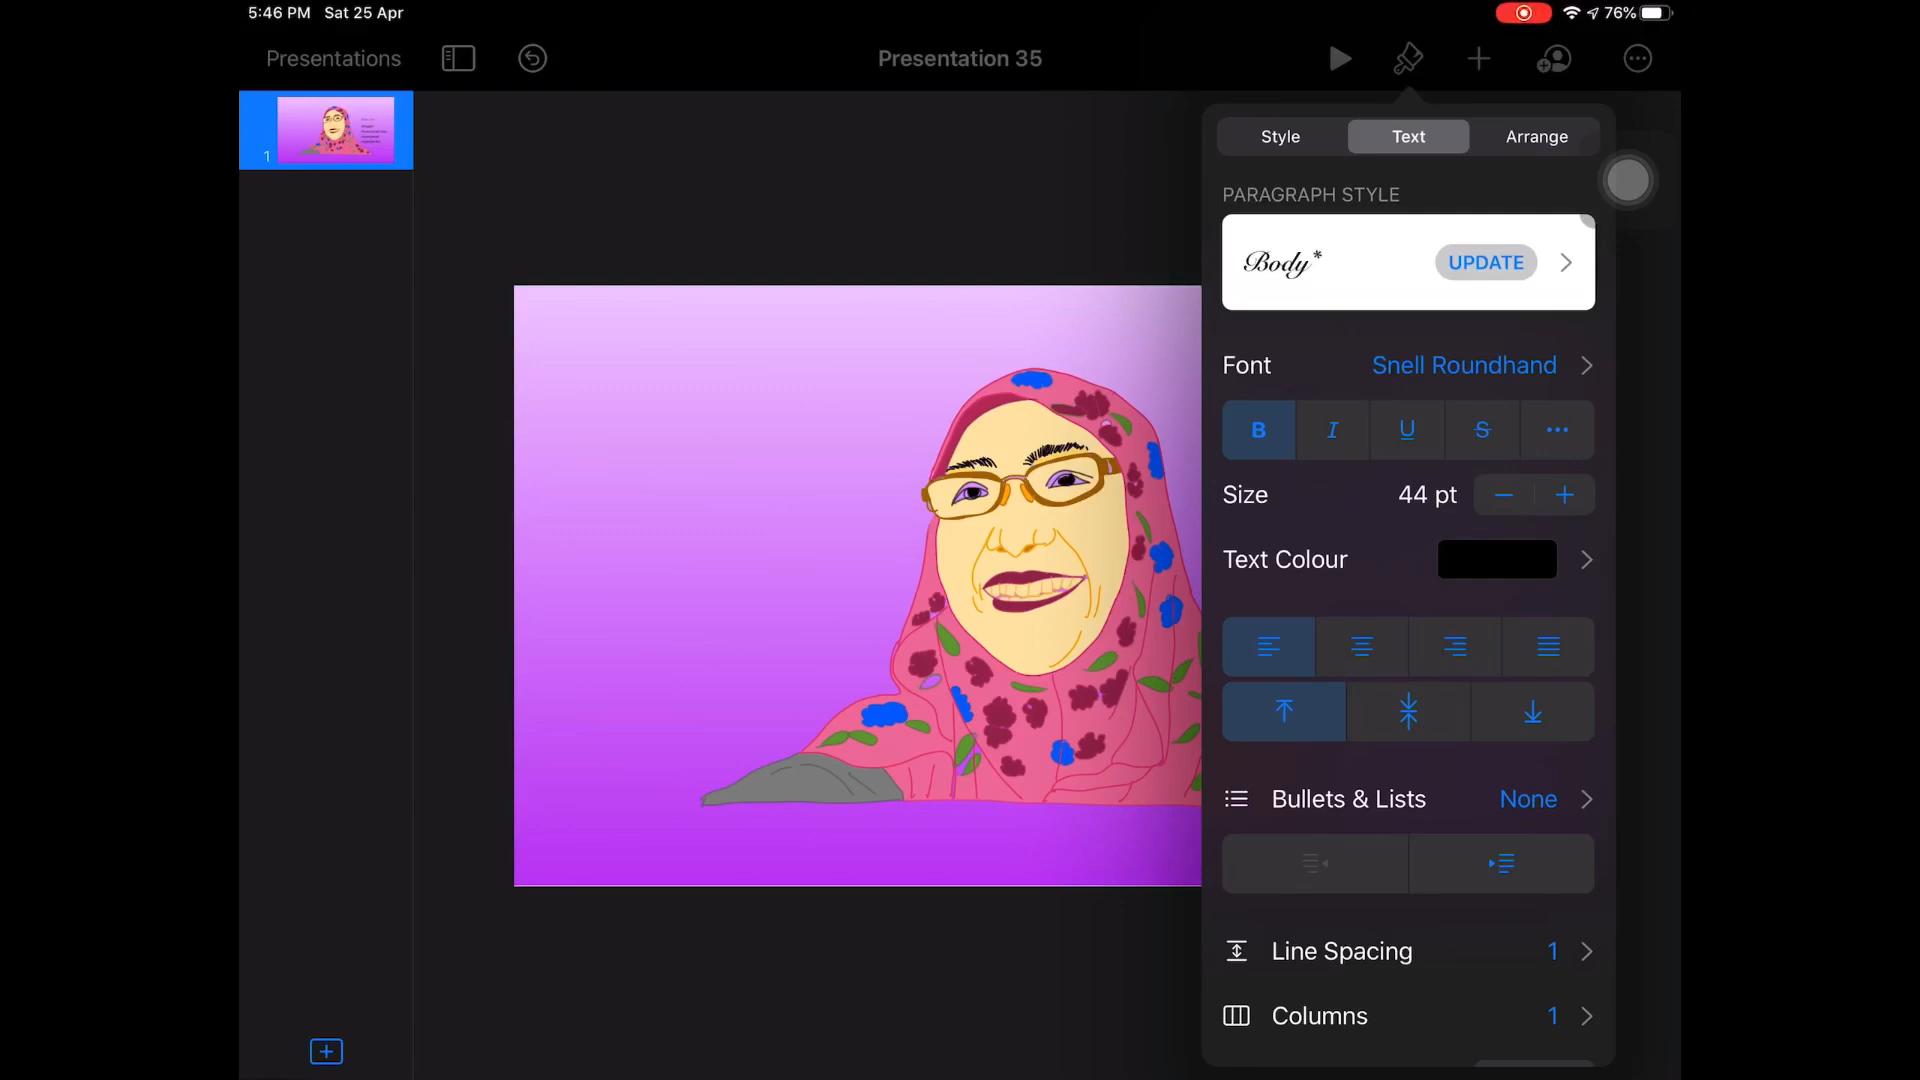 5:46 PM Sat 25 Apr
76%
Presentations
Presentation 35
1
Style
Text
Arrange
PARAGRAPH STYLE
Body*
UPDATE
Font
Snell Roundhand
B
I
U
S
Size
44 pt
Text Colour
Bullets & Lists
None
Line Spacing
1
Columns
1